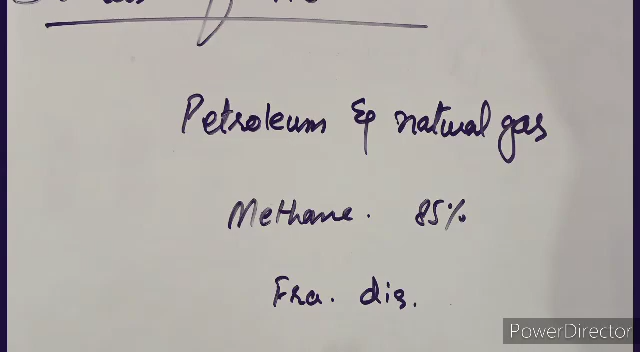 Petroleum & natural gas
Methane. 85%
Fra. dis.
PowerDirector